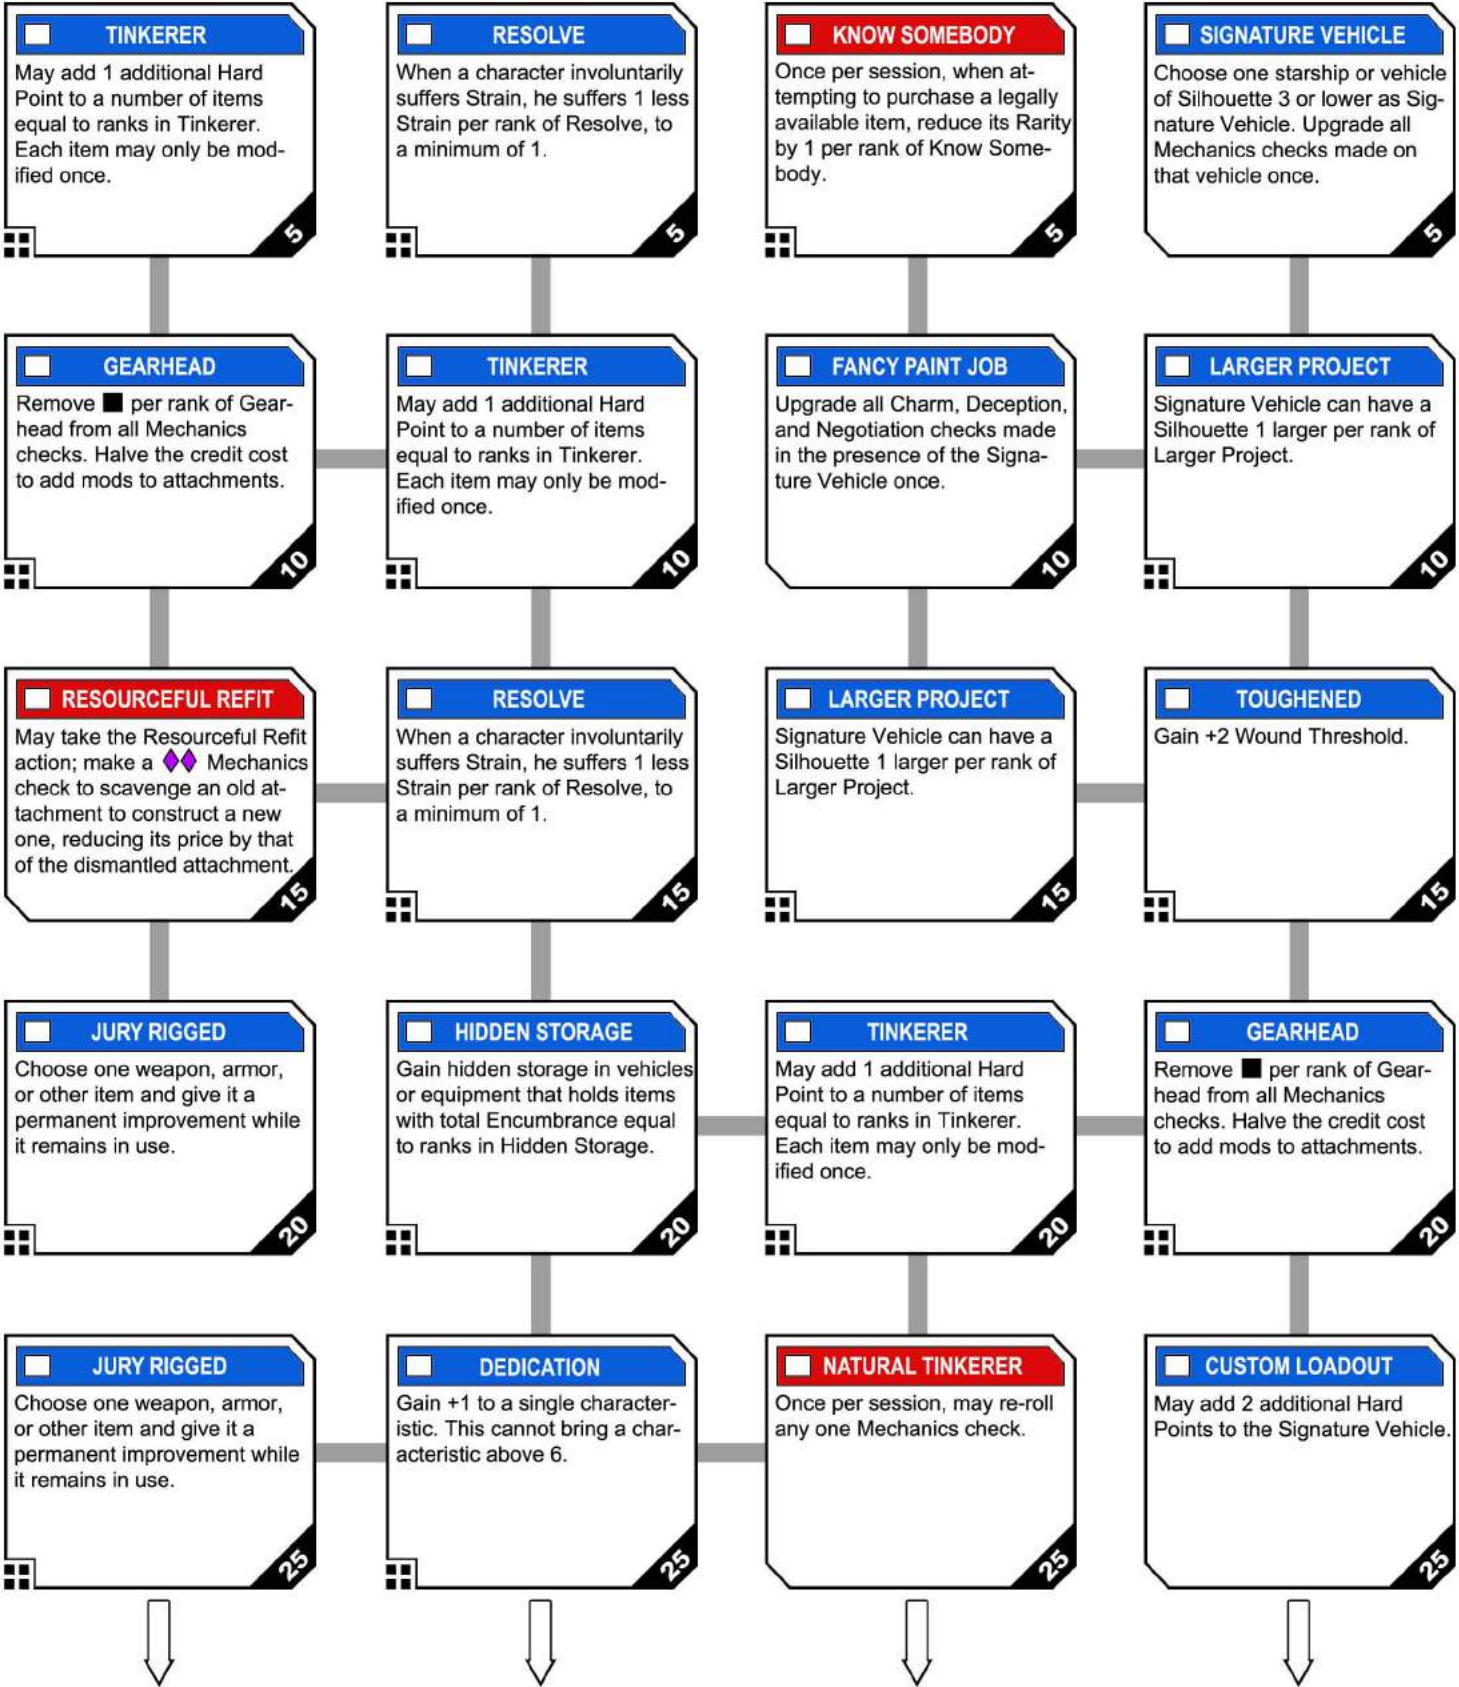 TINKERER
May add 1 additional Hard
Point to a number of items
equal to ranks in Tinkerer.
Each item may only be mod-
ified once.
5
RESOLVE
When a character involuntarily
suffers Strain, he suffers 1 less
Strain per rank of Resolve, to
a minimum of 1.
5
KNOW SOMEBODY
Once per session, when at-
tempting to purchase a legally
available item, reduce its Rarity
by 1 per rank of Know Some-
body.
5
SIGNATURE VEHICLE
Choose one starship or vehicle
of Silhouette 3 or lower as Sig-
nature Vehicle. Upgrade all
Mechanics checks made on
that vehicle once.
5
GEARHEAD
Remove ■ per rank of Gear-
head from all Mechanics
checks. Halve the credit cost
to add mods to attachments.
10
TINKERER
May add 1 additional Hard
Point to a number of items
equal to ranks in Tinkerer.
Each item may only be mod-
ified once.
10
FANCY PAINT JOB
Upgrade all Charm, Deception,
and Negotiation checks made
in the presence of the Signa-
ture Vehicle once.
10
LARGER PROJECT
Signature Vehicle can have a
Silhouette 1 larger per rank of
Larger Project.
10
RESOURCEFUL REFIT
May take the Resourceful Refit
action; make a ♦♦ Mechanics
check to scavenge an old at-
tachment to construct a new
one, reducing its price by that
of the dismantled attachment.
15
RESOLVE
When a character involuntarily
suffers Strain, he suffers 1 less
Strain per rank of Resolve, to
a minimum of 1.
15
LARGER PROJECT
Signature Vehicle can have a
Silhouette 1 larger per rank of
Larger Project.
15
TOUGHENED
Gain +2 Wound Threshold.
15
JURY RIGGED
Choose one weapon, armor,
or other item and give it a
permanent improvement while
it remains in use.
20
HIDDEN STORAGE
Gain hidden storage in vehicles
or equipment that holds items
with total Encumbrance equal
to ranks in Hidden Storage.
20
TINKERER
May add 1 additional Hard
Point to a number of items
equal to ranks in Tinkerer.
Each item may only be mod-
ified once.
20
GEARHEAD
Remove ■ per rank of Gear-
head from all Mechanics
checks. Halve the credit cost
to add mods to attachments.
20
JURY RIGGED
Choose one weapon, armor,
or other item and give it a
permanent improvement while
it remains in use.
25
DEDICATION
Gain +1 to a single character-
istic. This cannot bring a char-
acteristic above 6.
25
NATURAL TINKERER
Once per session, may re-roll
any one Mechanics check.
25
CUSTOM LOADOUT
May add 2 additional Hard
Points to the Signature Vehicle.
25